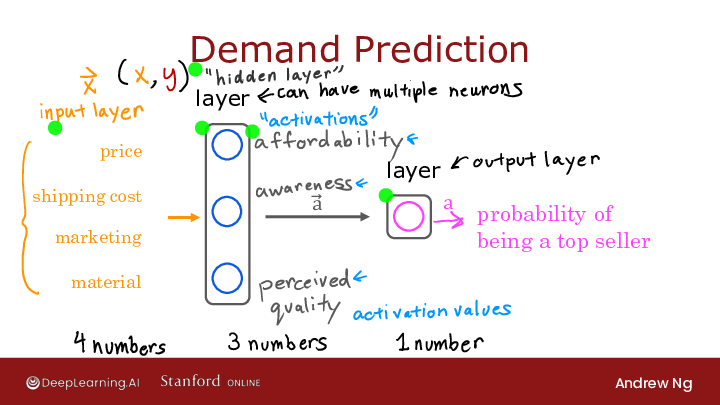 Demand Prediction
x⃗ (x, y)
"hidden layer"
layer ← can have multiple neurons
input layer
"activations"
price
affordability ←
layer ← output layer
shipping cost
awareness ←
a⃗
a
probability of
being a top seller
marketing
material
perceived ←
quality
activation values
4 numbers
3 numbers
1 number
DeepLearning.AI
Stanford ONLINE
Andrew Ng